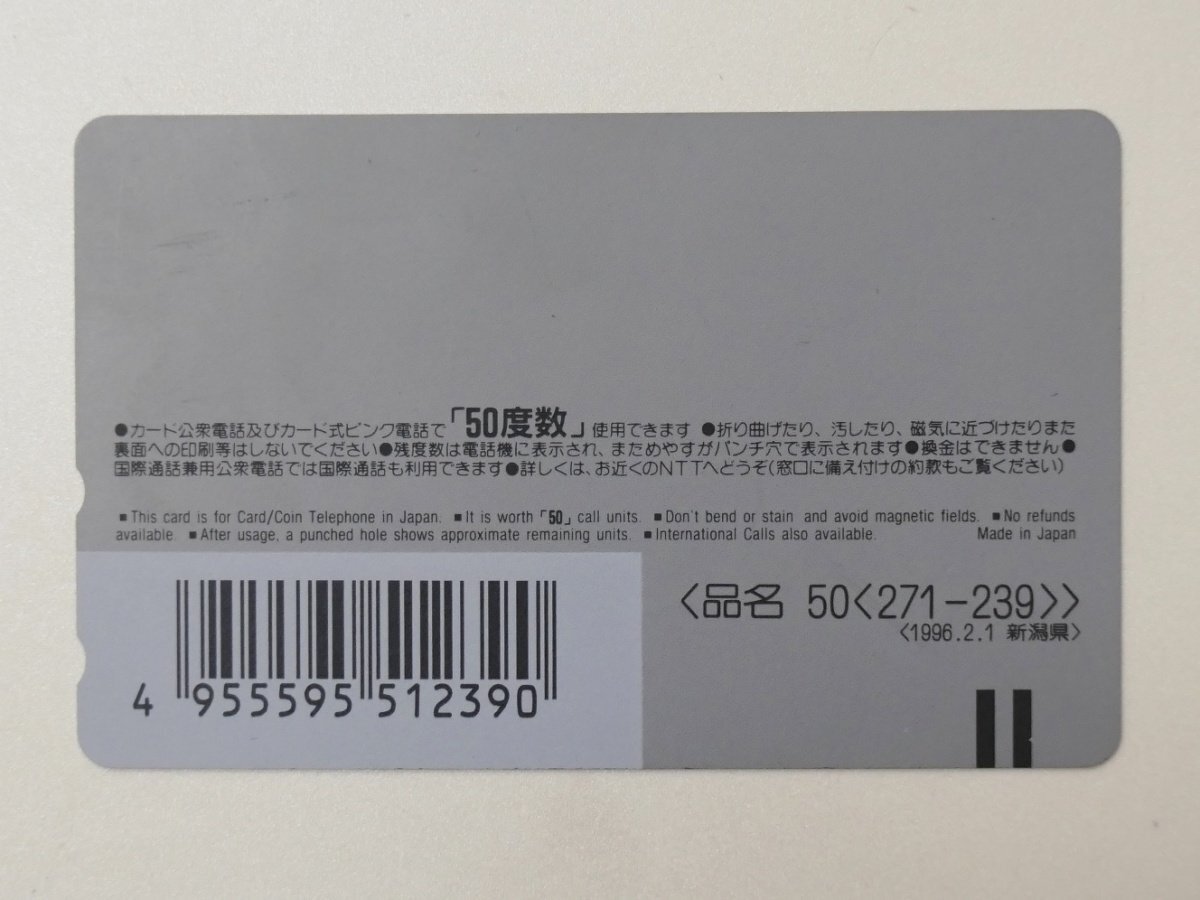 ●カード公衆電話及びカード式ピンク電話で「50度数」使用できます ●折り曲げたり、汚したり、磁気に近づけたりまた
裏面への印刷等はしないでください●残度数は電話機に表示され、まためやすがパンチ穴で表示されます●換金はできません●
国際通話兼用公衆電話では国際通話も利用できます●詳しくは、お近くのNTTへどうぞ(窓口に備え付けの約款もご覧ください)
■This card is for Card/Coin Telephone in Japan. ■It is worth「50」call units. ■Don't bend or stain and avoid magnetic fields. ■No refunds
available. ■After usage, a punched hole shows approximate remaining units. ■International Calls also available. Made in Japan
〈品名 50〈271-239〉〉
〈1996.2.1 新潟県〉
4 955595 512390